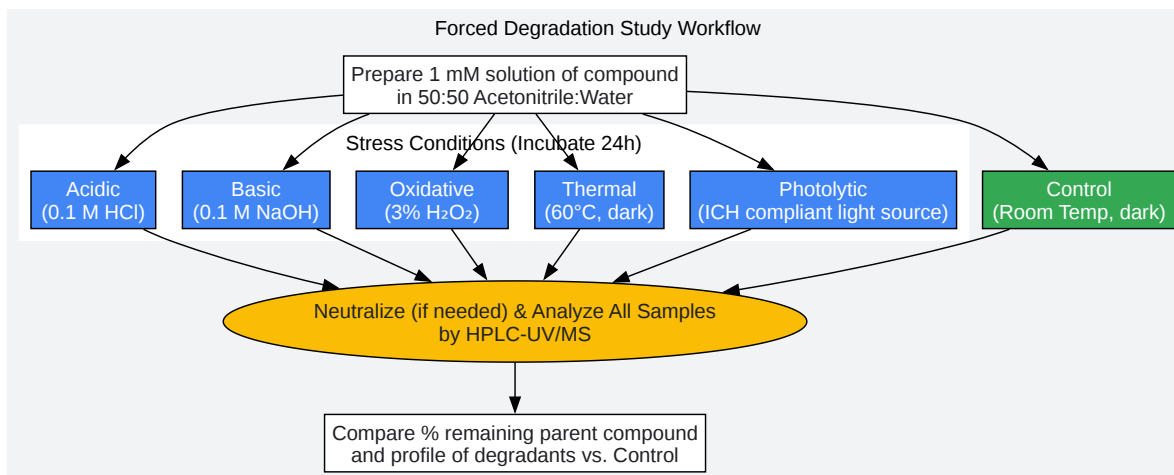 Forced Degradation Study Workflow
Prepare 1 mM solution of compound
in 50:50 Acetonitrile:Water
Stress Conditions (Incubate 24h)
Acidic
(0.1 M HCl)
Basic
(0.1 M NaOH)
Oxidative
(3% H₂O₂)
Thermal
(60°C, dark)
Photolytic
(ICH compliant light source)
Control
(Room Temp, dark)
Neutralize (if needed) & Analyze All Samples
by HPLC-UV/MS
Compare % remaining parent compound
and profile of degradants vs. Control